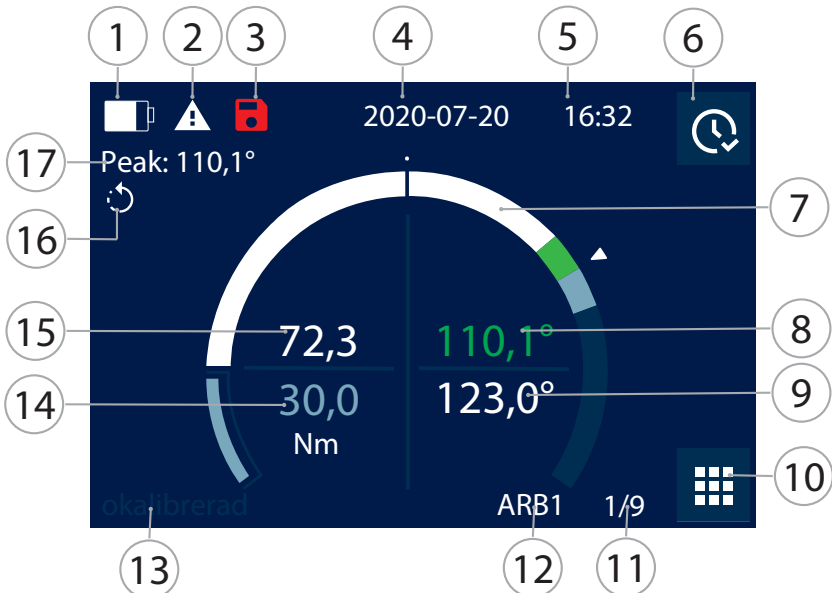 1 2 3 4 5 6
2020-07-20 16:32
17 Peak: 110,1°
16 7
15 72,3 110,1° 8
14 30,0 123,0° 9
Nm
10
okalibrerad ARB1 1/9
13 12 11